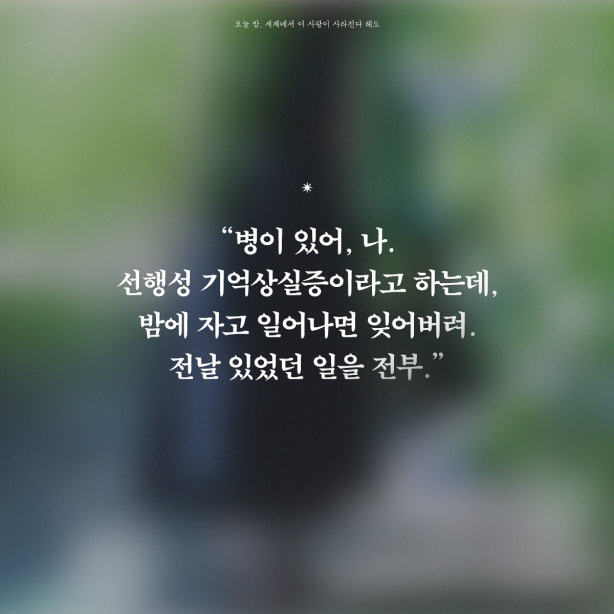 오늘 밤, 세계에서 이 사랑이 사라진다 해도
“병이 있어, 나.
선행성 기억상실증이라고 하는데,
밤에 자고 일어나면 잊어버려.
전날 있었던 일을 전부.”